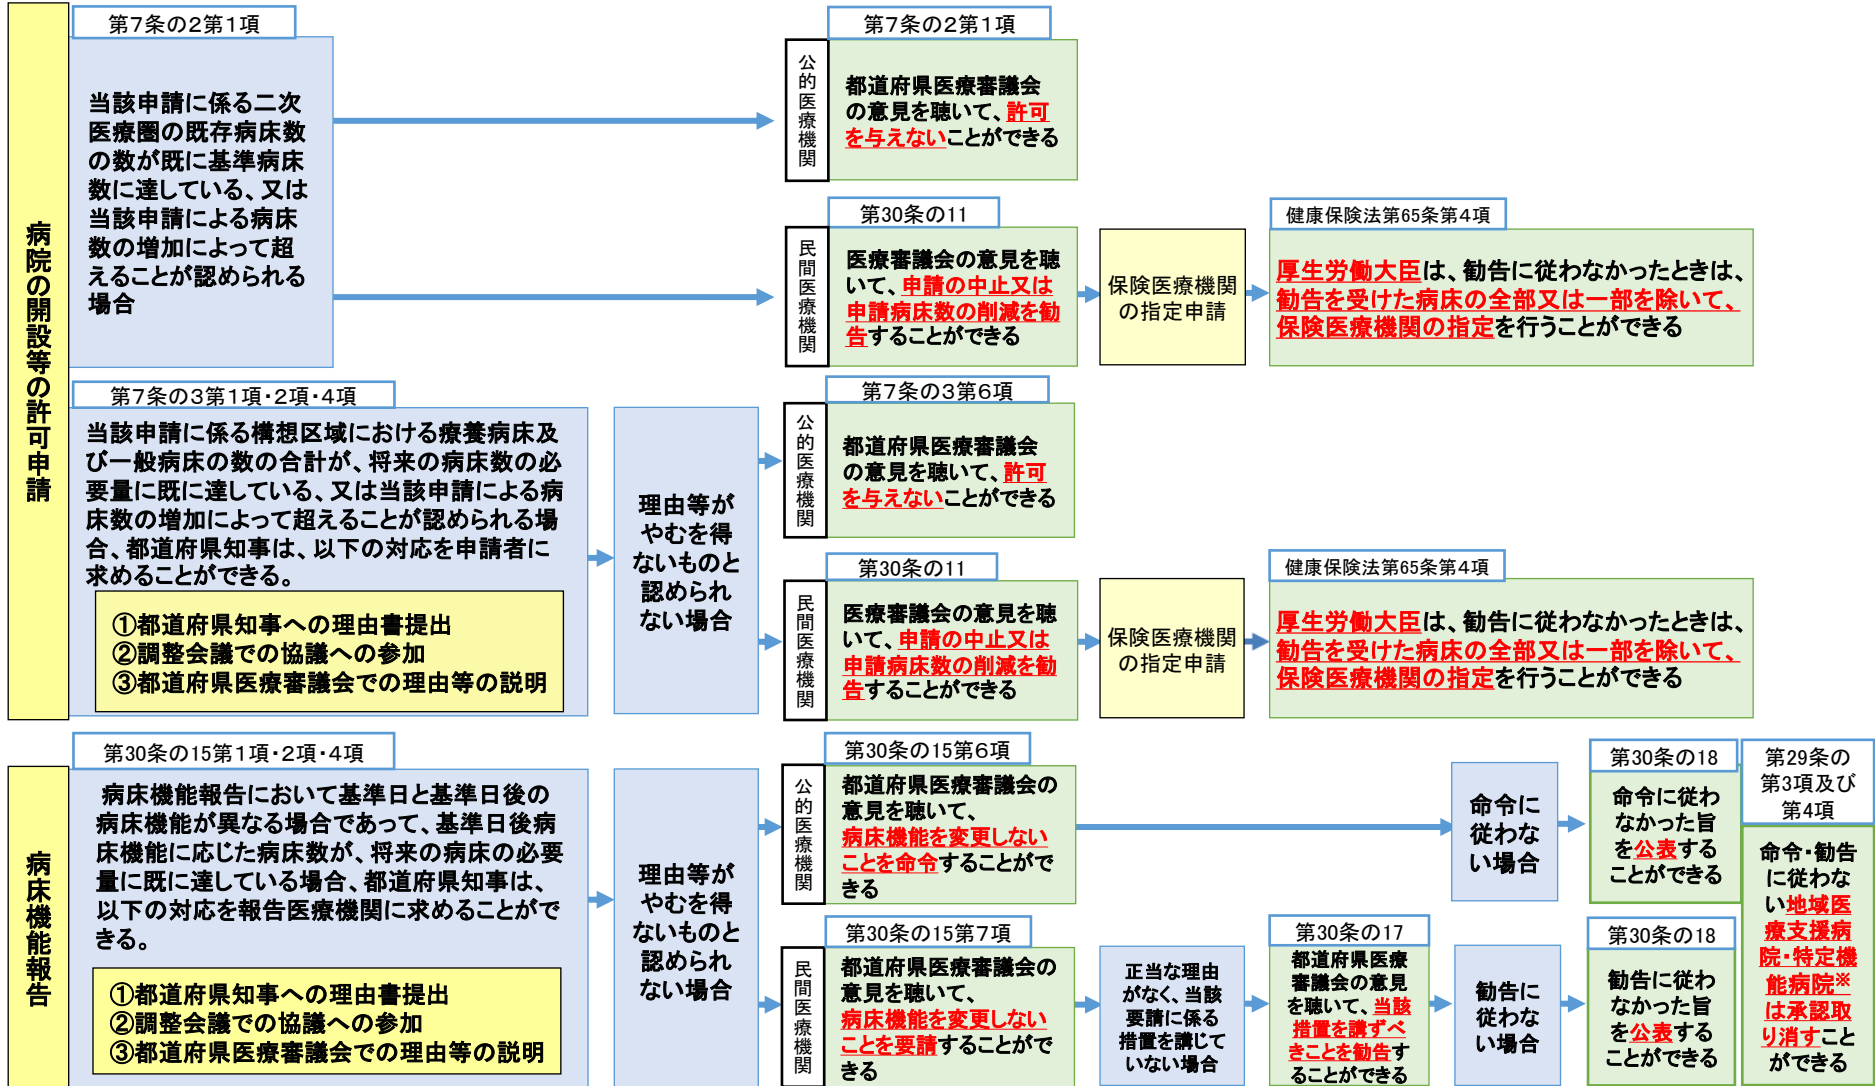 病院の開設等の許可申請
第7条の2第1項
当該申請に係る二次
医療圏の既存病床数
の数が既に基準病床
数に達している、又は
当該申請による病床
数の増加によって超
えることが認められる
場合
第7条の2第1項
公的医療機関
都道府県医療審議会
の意見を聴いて、許可
を与えないことができる
第30条の11
民間医療機関
医療審議会の意見を聴
いて、申請の中止又は
申請病床数の削減を勧
告することができる
保険医療機関
の指定申請
健康保険法第65条第4項
厚生労働大臣は、勧告に従わなかったときは、
勧告を受けた病床の全部又は一部を除いて、
保険医療機関の指定を行うことができる
第7条の3第1項・2項・4項
当該申請に係る構想区域における療養病床及
び一般病床の数の合計が、将来の病床数の必
要量に既に達している、又は当該申請による病
床数の増加によって超えることが認められる場
合、都道府県知事は、以下の対応を申請者に
求めることができる。
①都道府県知事への理由書提出
②調整会議での協議への参加
③都道府県医療審議会での理由等の説明
理由等が
やむを得
ないものと
認められ
ない場合
第7条の3第6項
公的医療機関
都道府県医療審議会
の意見を聴いて、許可
を与えないことができる
第30条の11
民間医療機関
医療審議会の意見を聴
いて、申請の中止又は
申請病床数の削減を勧
告することができる
保険医療機関
の指定申請
健康保険法第65条第4項
厚生労働大臣は、勧告に従わなかったときは、
勧告を受けた病床の全部又は一部を除いて、
保険医療機関の指定を行うことができる
病床機能報告
第30条の15第1項・2項・4項
病床機能報告において基準日と基準日後の
病床機能が異なる場合であって、基準日後病
床機能に応じた病床数が、将来の病床の必要
量に既に達している場合、都道府県知事は、
以下の対応を報告医療機関に求めることがで
きる。
①都道府県知事への理由書提出
②調整会議での協議への参加
③都道府県医療審議会での理由等の説明
理由等が
やむを得
ないものと
認められ
ない場合
第30条の15第6項
公的医療機関
都道府県医療審議会の
意見を聴いて、
病床機能を変更しない
ことを命令することがで
きる
命令に
従わな
い場合
第30条の18
命令に従わ
なかった旨
を公表する
ことができる
第30条の15第7項
民間医療機関
都道府県医療審議会の
意見を聴いて、
病床機能を変更しない
ことを要請することがで
きる
正当な理由
がなく、当該
要請に係る
措置を講じて
いない場合
第30条の17
都道府県医療
審議会の意見
を聴いて、当該
措置を講ずべ
きことを勧告す
ることができる
勧告に
従わな
い場合
第30条の18
勧告に従わ
なかった旨
を公表する
ことができる
第29条の
第3項及び
第4項
命令・勧告
に従わな
い地域医
療支援病
院・特定機
能病院※
は承認取
り消すこと
ができる